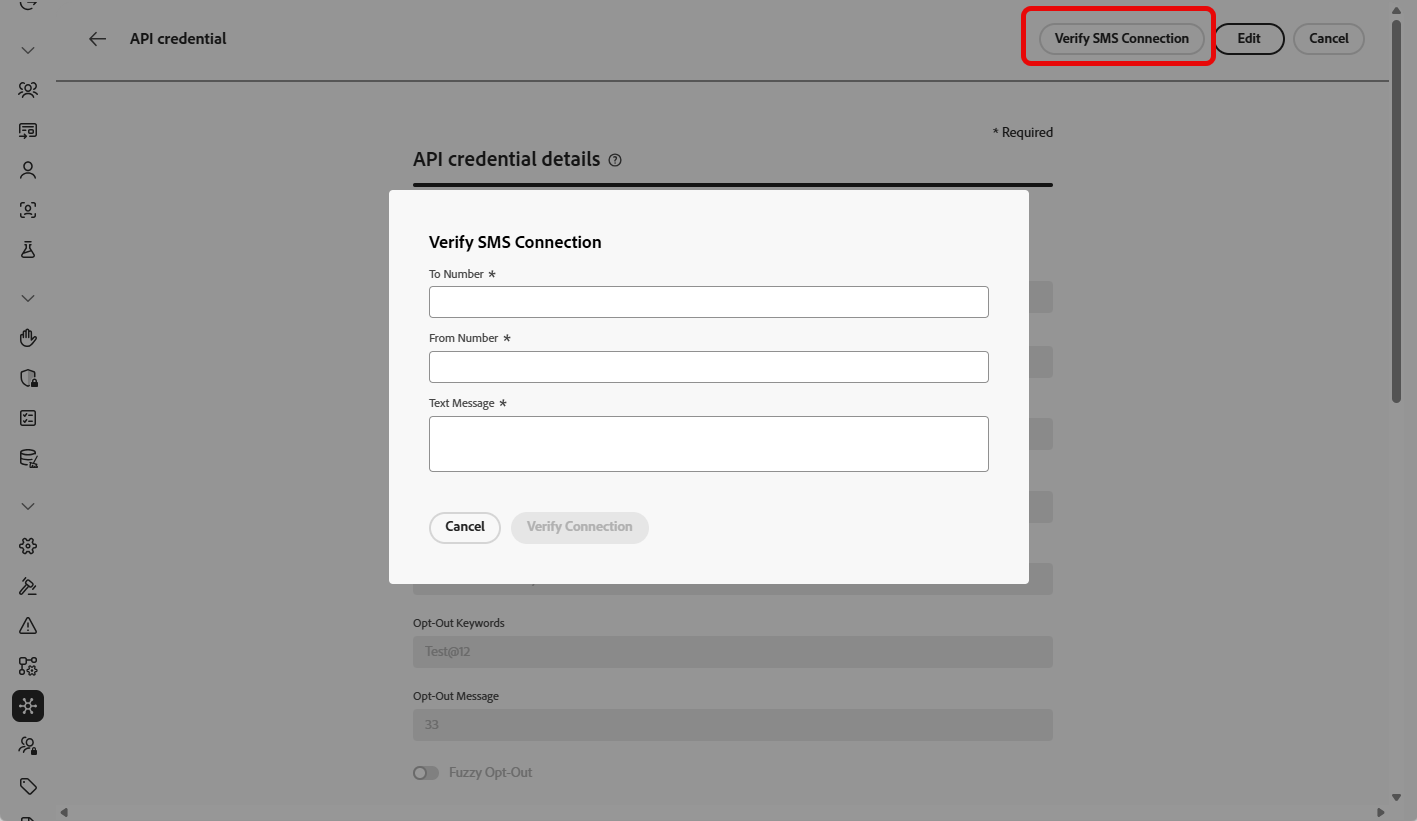 API credential
Verify SMS Connection
Edit
Cancel
* Required
API credential details
Verify SMS Connection
To Number *
From Number *
Text Message *
Cancel
Verify Connection
Opt-Out Keywords
Test@12
Opt-Out Message
33
Fuzzy Opt-Out